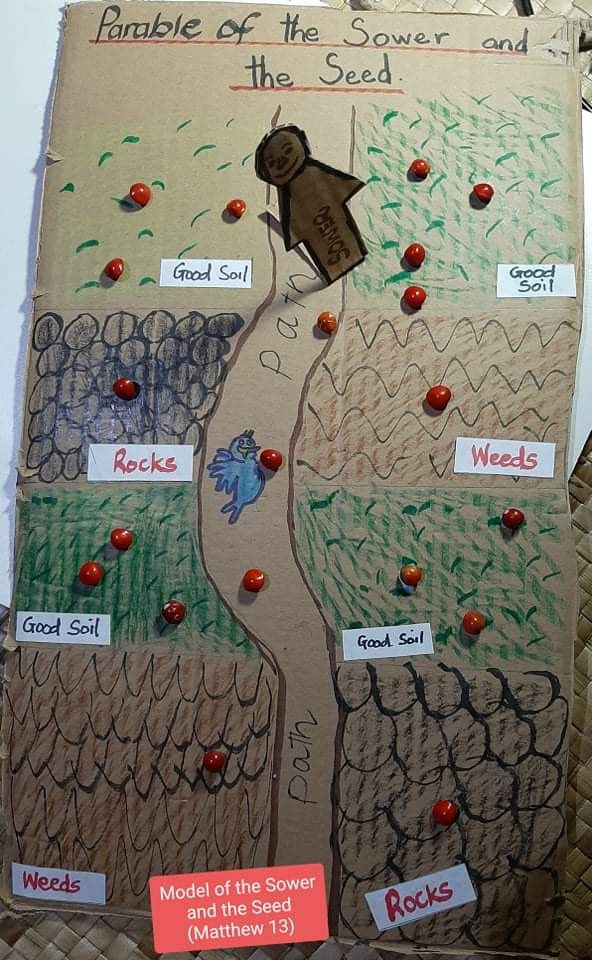 Parable of the Sower and
the Seed.
SOWER
Good Soil
Good
Soil
Path
Rocks
Weeds
Good Soil
Good Soil
Path
Weeds
Rocks
Model of the Sower
and the Seed
(Matthew 13)